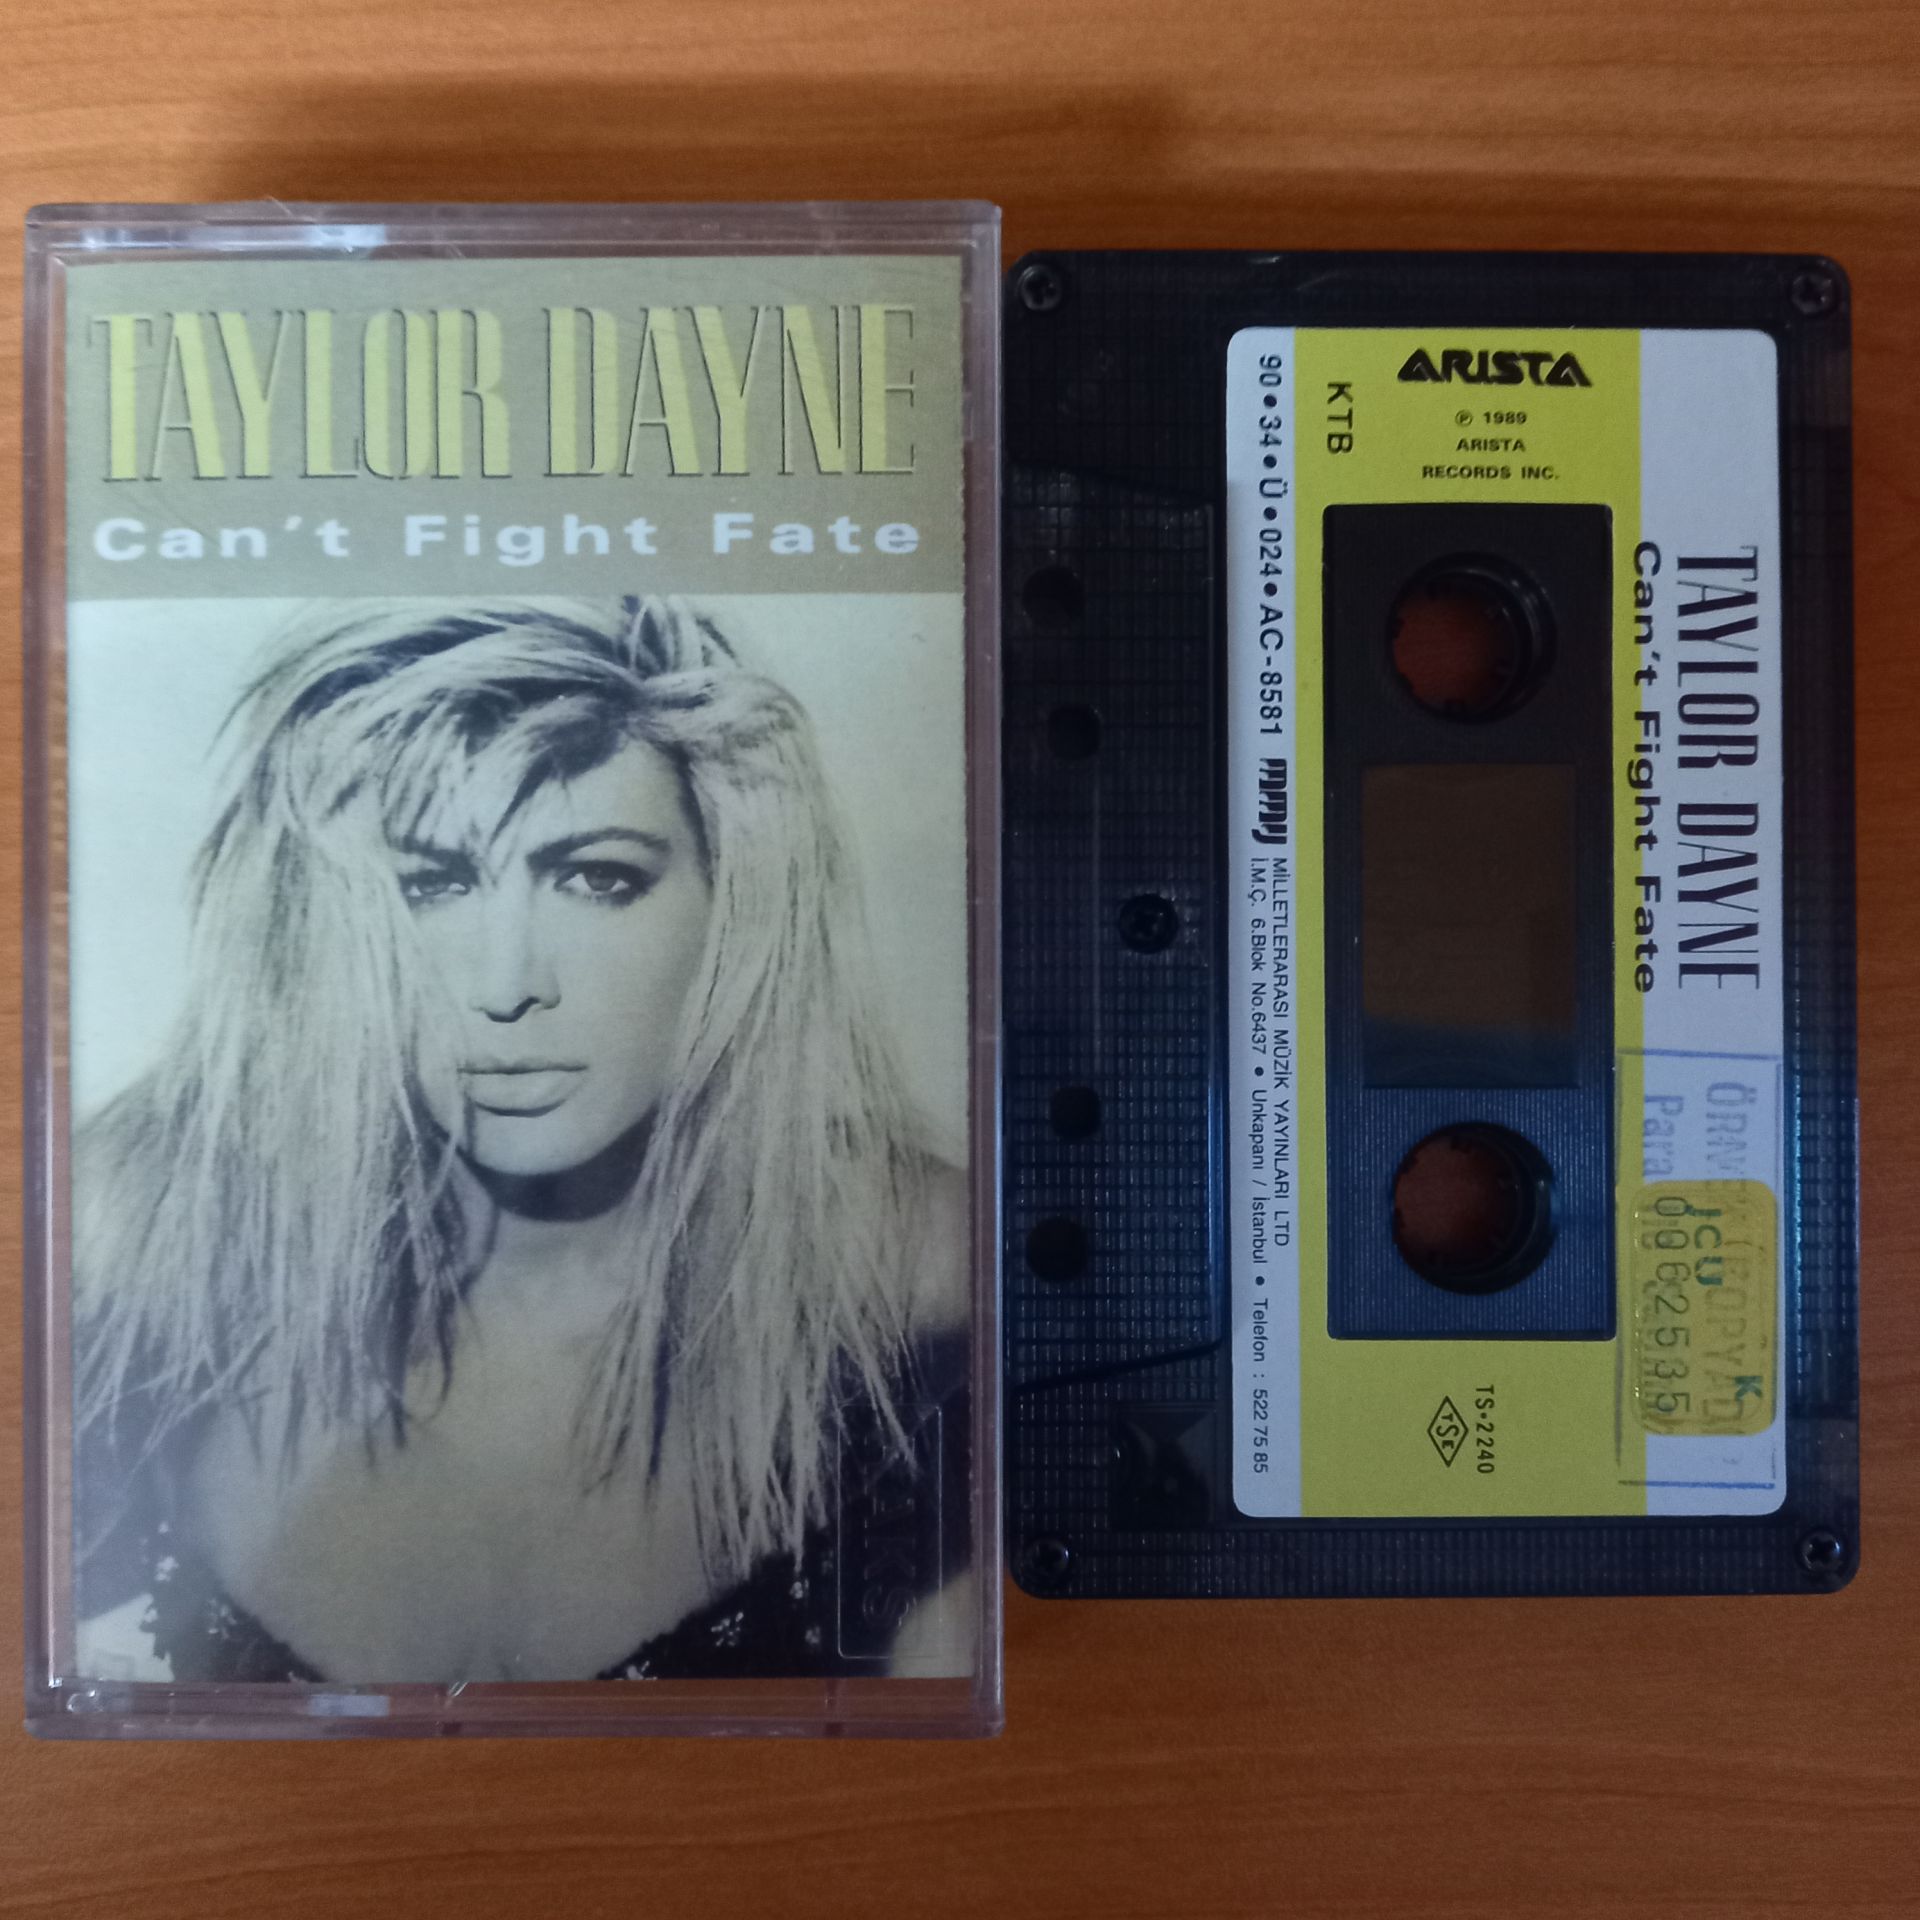 TAYLOR DAYNE
Can't Fight Fate
ARISTA
℗ 1989
ARISTA
RECORDS INC.
KTB
TAYLOR DAYNE
Can't Fight Fate
90•34•Ü•024•AC-8581
MİLLETLERARASI MÜZİK YAYINLARI LTD
İ.M.Ç. 6.Blok No.6437 • Unkapanı / İstanbul • Telefon : 522 75 85
TS•2240
TSE
Para
0962535